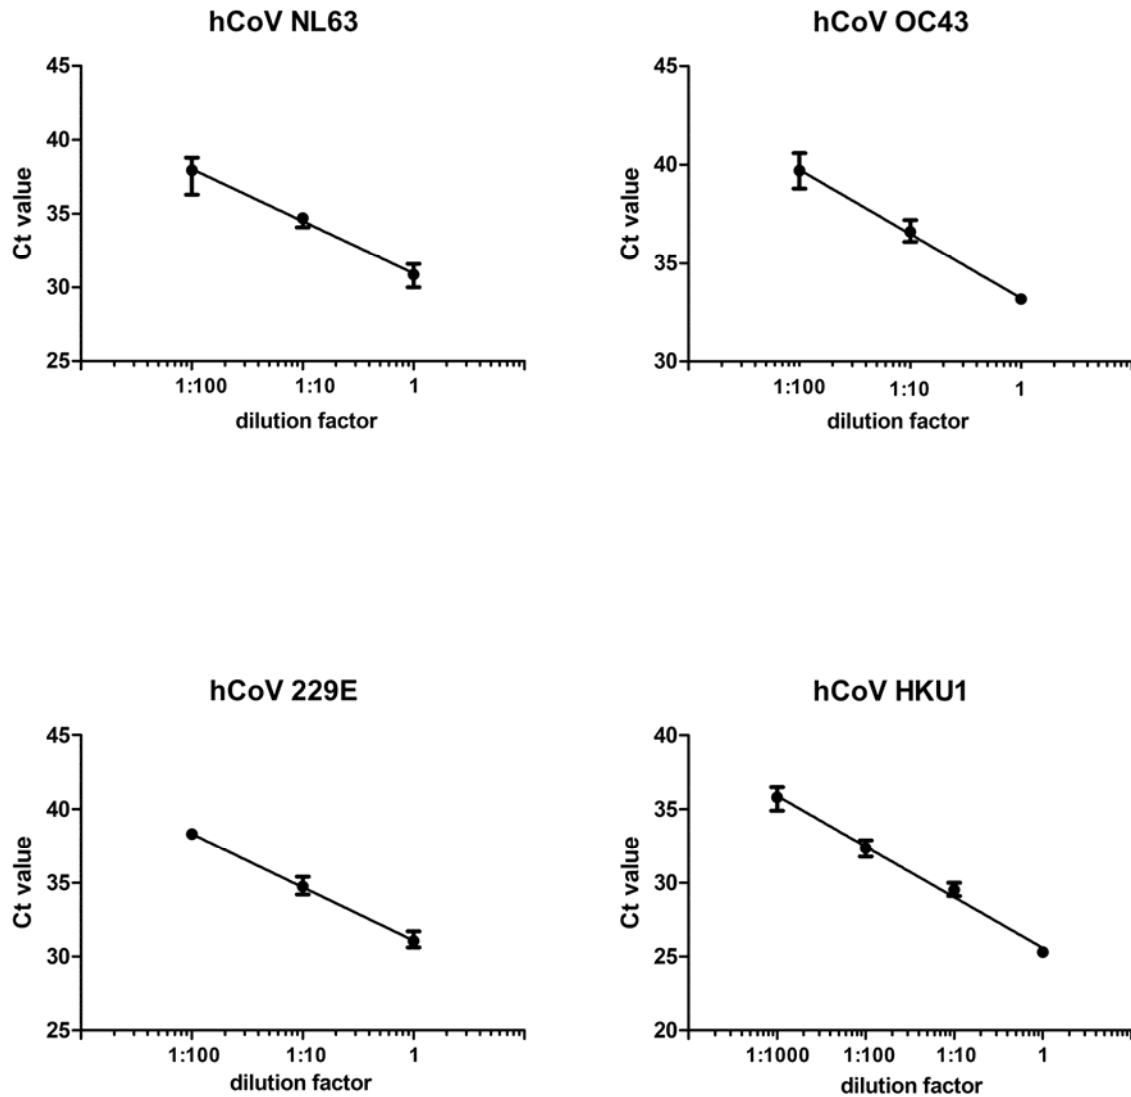 hCoV NL63
45
40
35
30
25
Ct value
1:100 1:10 1
dilution factor
hCoV OC43
45
40
35
30
Ct value
1:100 1:10 1
dilution factor
hCoV 229E
45
40
35
30
25
Ct value
1:100 1:10 1
dilution factor
hCoV HKU1
40
35
30
25
20
Ct value
1:1000 1:100 1:10 1
dilution factor